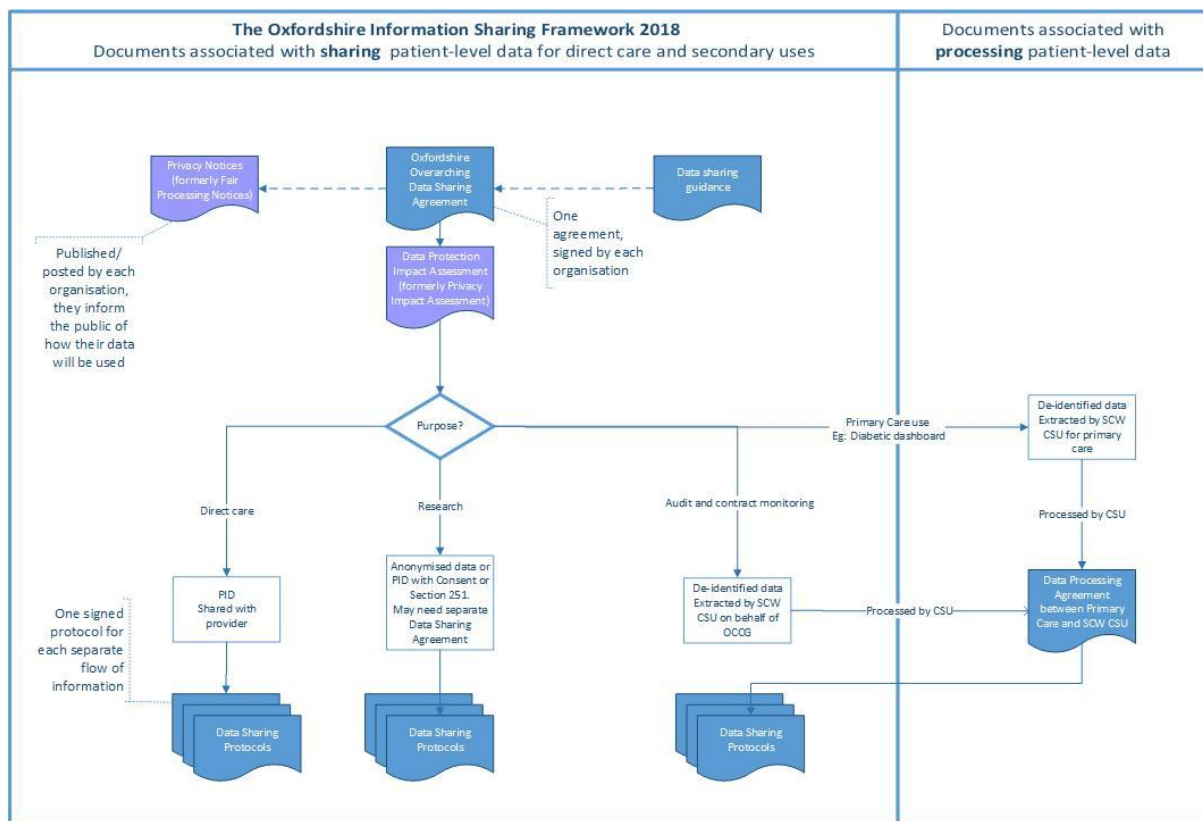 The Oxfordshire Information Sharing Framework 2018
Documents associated with sharing patient-level data for direct care and secondary uses
Documents associated with
processing patient-level data
Privacy Notices
(formerly Fair
Processing Notices)
Oxfordshire
Overarching
Data Sharing
Agreement
Data sharing
guidance
One
agreement,
signed by each
organisation
Published/
posted by each
organisation,
they inform
the public of
how their data
will be used
Data Protection
Impact Assessment
(formerly Privacy
Impact Assessment)
Purpose?
Primary Care use
Eg: Diabetic dashboard
De-identified data
Extracted by SCW
CSU for primary
care
Direct care
Research
Audit and contract monitoring
Processed by CSU
PID
Shared with
provider
Anonymised data or
PID with Consent or
Section 251.
May need separate
Data Sharing
Agreement
De-identified data
Extracted by SCW
CSU on behalf of
OCCG
Processed by CSU
Data Processing
Agreement
between Primary
Care and SCW CSU
One signed
protocol for
each separate
flow of
information
Data Sharing
Protocols
Data Sharing
Protocols
Data Sharing
Protocols